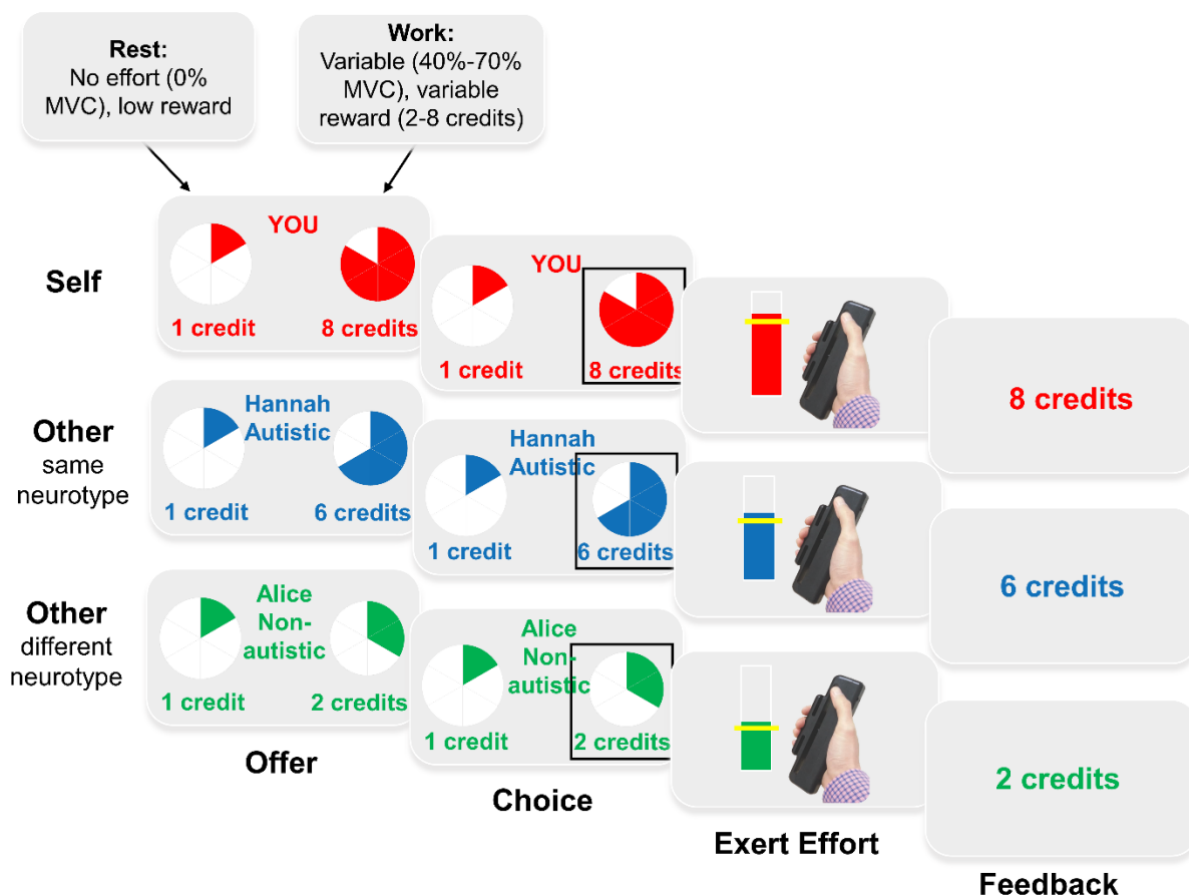 Rest:
No effort (0%
MVC), low reward
Work:
Variable (40%-70%
MVC), variable
reward (2-8 credits)
Self
YOU
1 credit
8 credits
YOU
1 credit
8 credits
8 credits
Other
same
neurotype
Hannah
Autistic
1 credit
6 credits
Hannah
Autistic
1 credit
6 credits
6 credits
Other
different
neurotype
Alice
Non-
autistic
1 credit
2 credits
Alice
Non-
autistic
1 credit
2 credits
2 credits
Offer
Choice
Exert Effort
Feedback